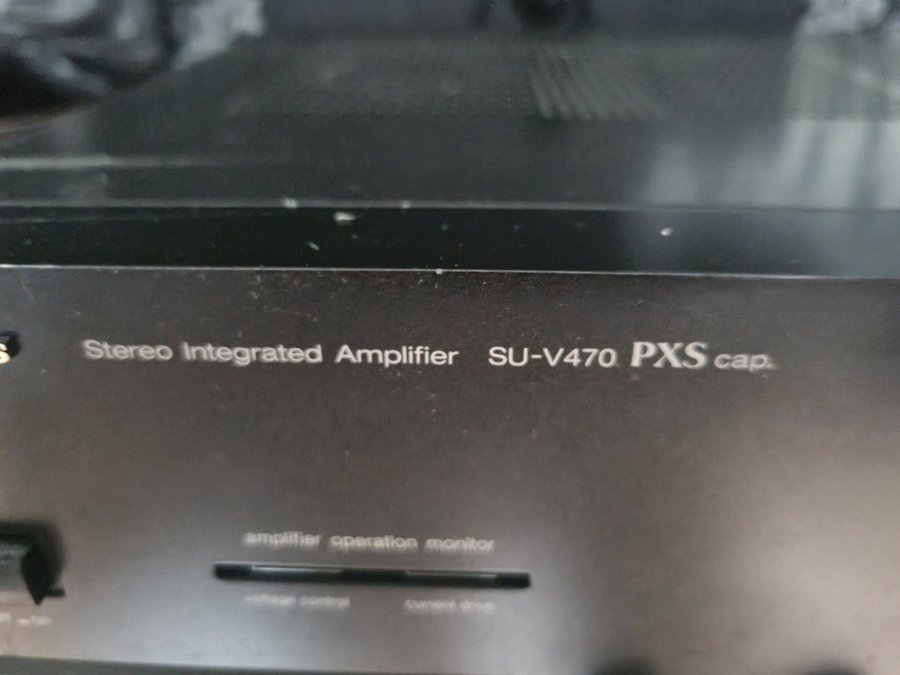 s
Stereo Integrated Amplifier SU-V470 PXS cap.
amplifier operation monitor
voltage control current drive